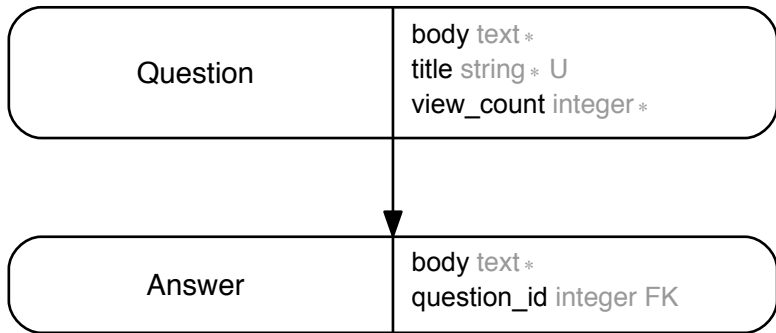 Question
body text ∗
title string ∗ U
view_count integer ∗
Answer
body text ∗
question_id integer FK